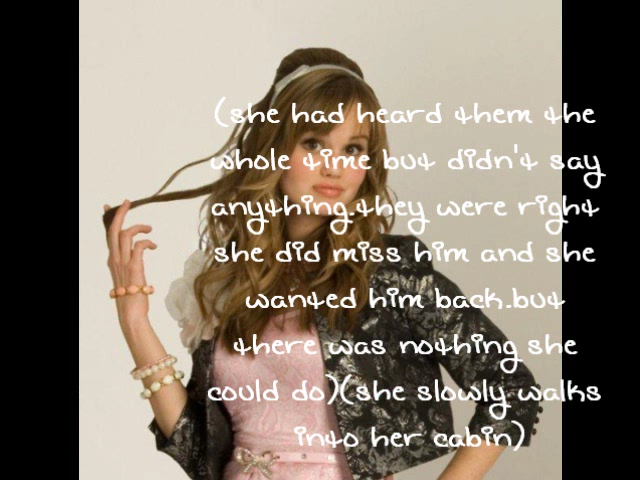 (she had heard them the
whole time but didn't say
anything.they were right
she did miss him and she
wanted him back.but
there was nothing she
could do)(she slowly walks
into her cabin)